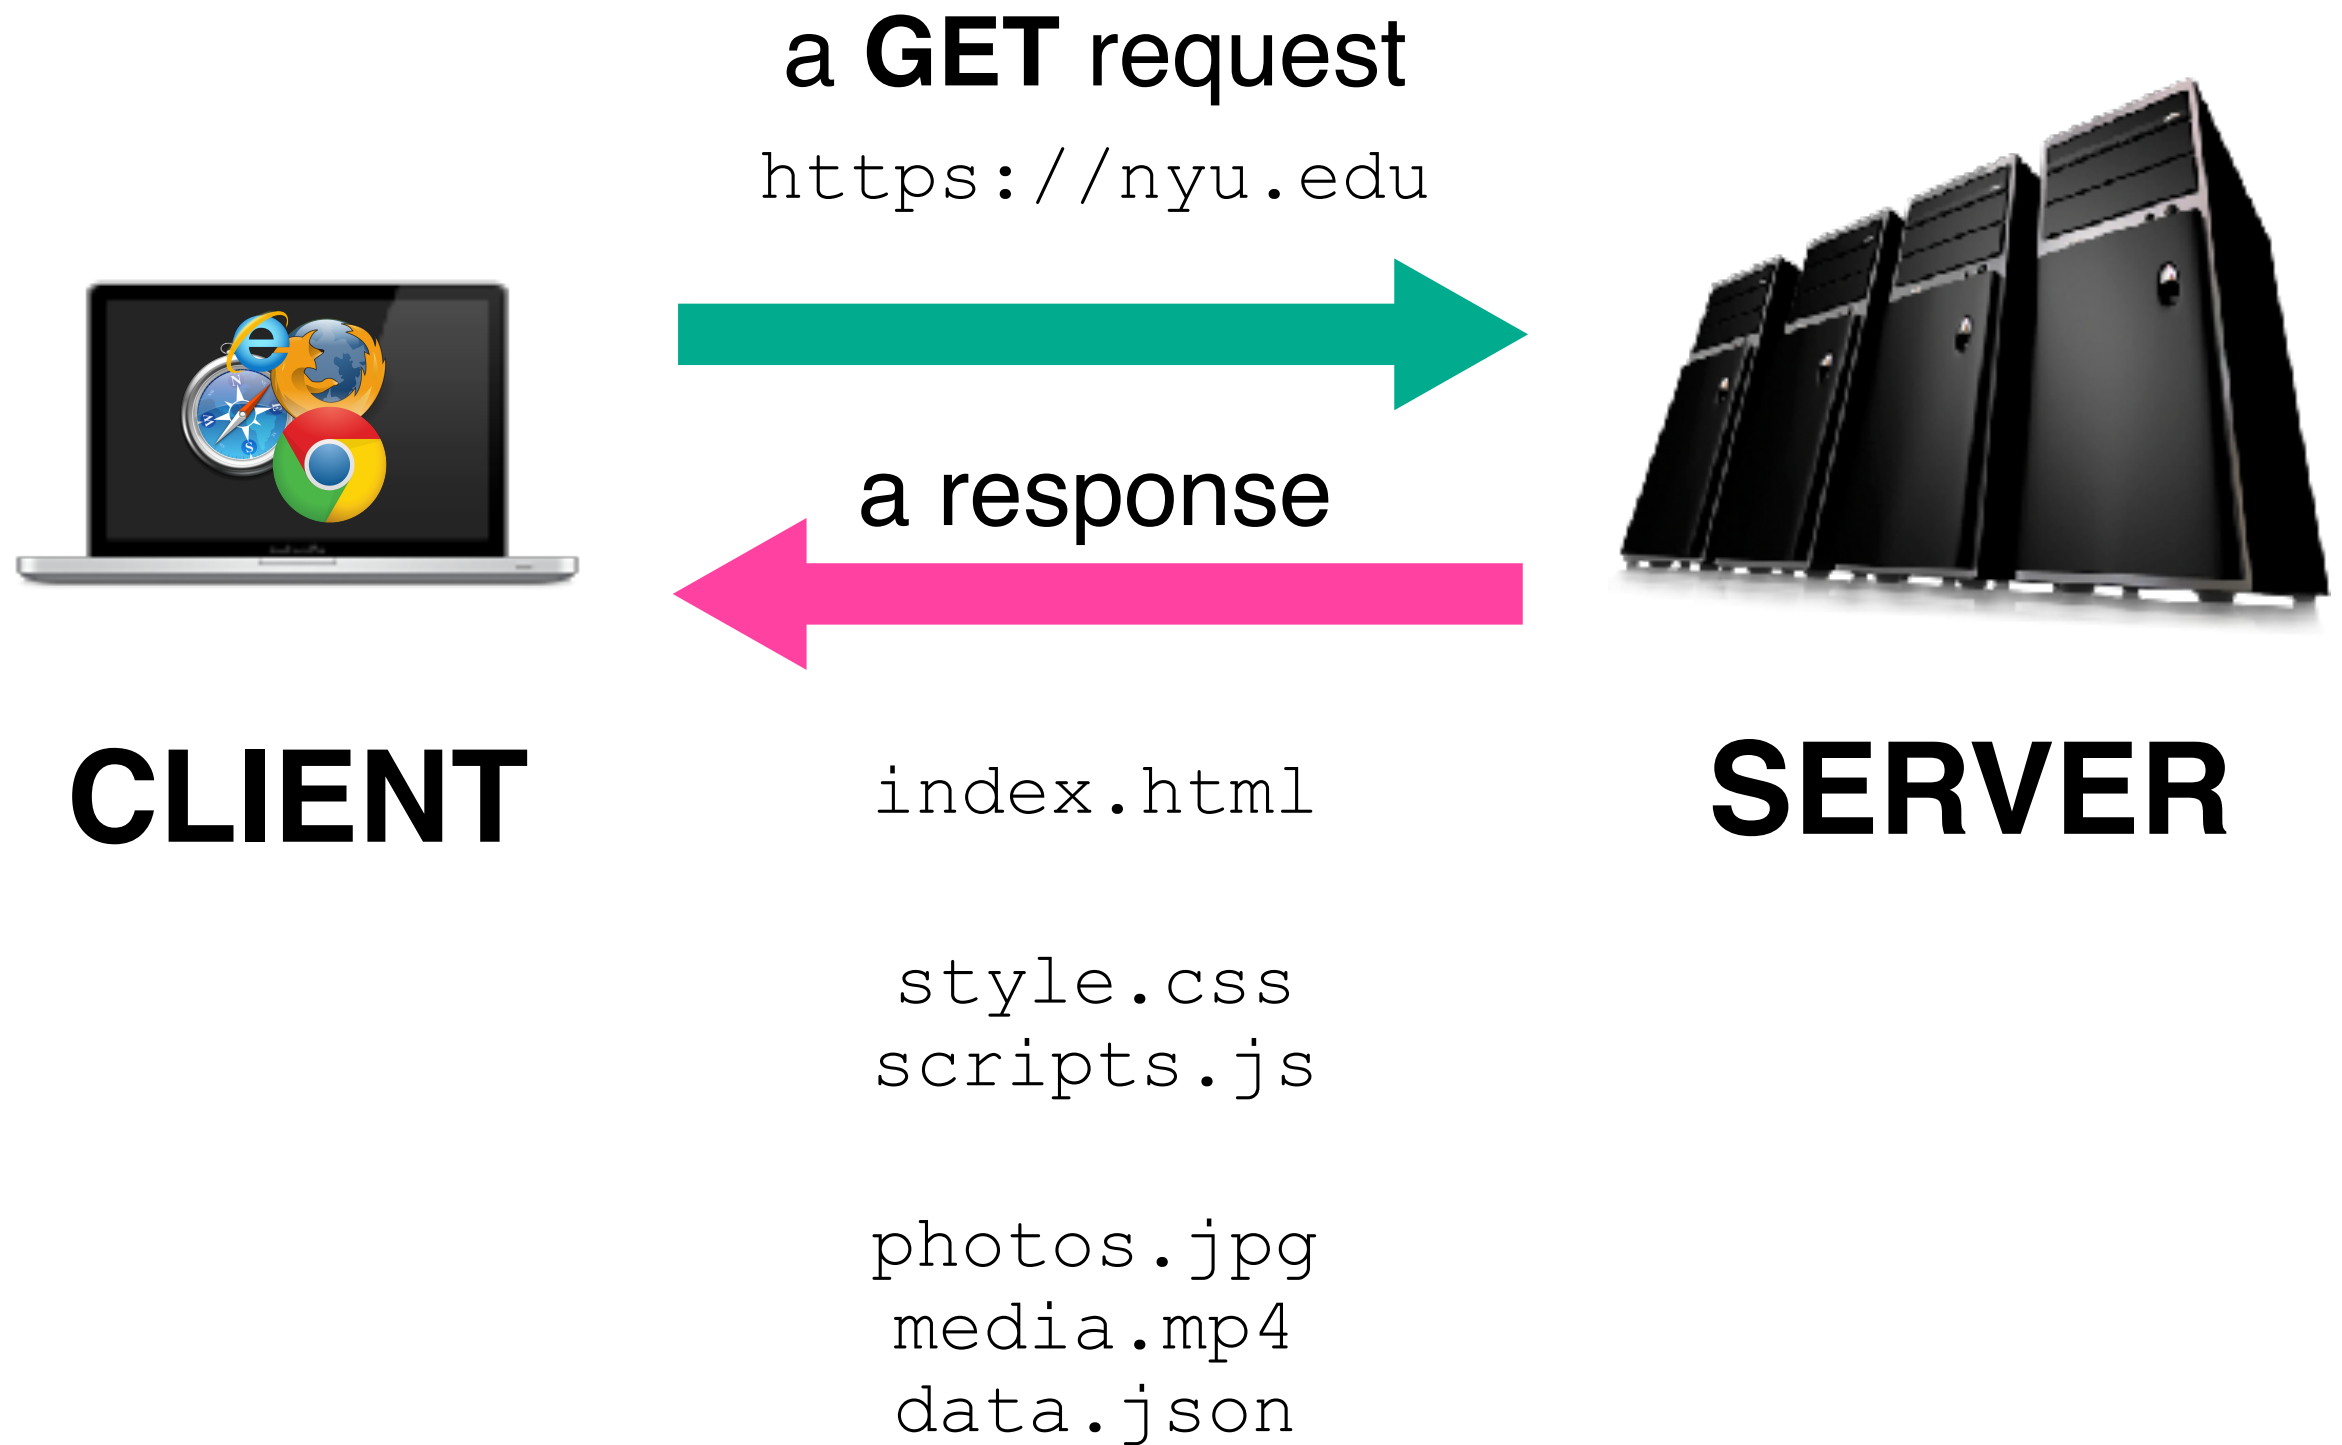 a GET request
https://nyu.edu
a response
CLIENT
SERVER
index.html
style.css
scripts.js
photos.jpg
media.mp4
data.json